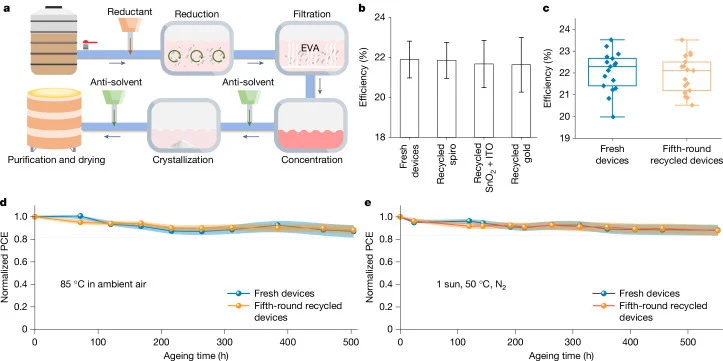 a
Reductant
Reduction
Filtration
EVA
Anti-solvent
Anti-solvent
Purification and drying
Crystallization
Concentration
b
Efficiency (%)
24
22
20
18
Fresh
devices
Recycled
spiro
Recycled
SnO₂ + ITO
Recycled
gold
c
Efficiency (%)
24
23
22
21
20
19
Fresh
devices
Fifth-round
recycled devices
d
Normalized PCE
1.0
0.8
0.6
0.4
0.2
0
85 °C in ambient air
Fresh devices
Fifth-round recycled
devices
0
100
200
300
400
500
Ageing time (h)
e
Normalized PCE
1.0
0.8
0.6
0.4
0.2
0
1 sun, 50 °C, N₂
Fresh devices
Fifth-round recycled
devices
0
100
200
300
400
500
Ageing time (h)